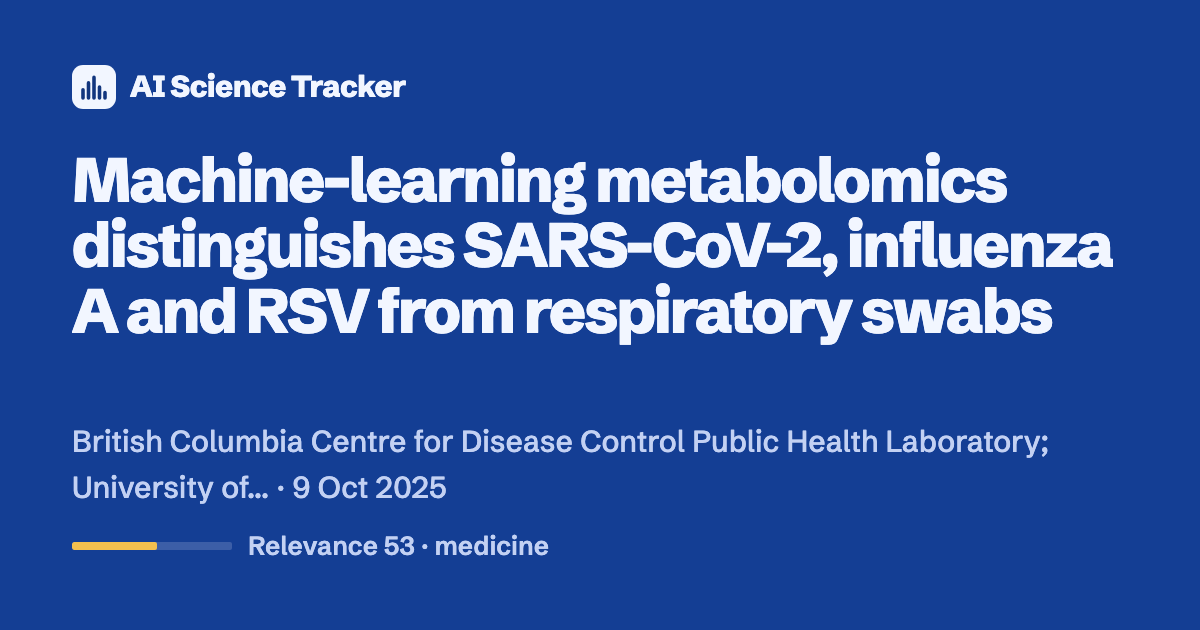 AI Science Tracker
Machine-learning metabolomics
distinguishes SARS-CoV-2, influenza
A and RSV from respiratory swabs
British Columbia Centre for Disease Control Public Health Laboratory;
University of... · 9 Oct 2025
Relevance 53 · medicine